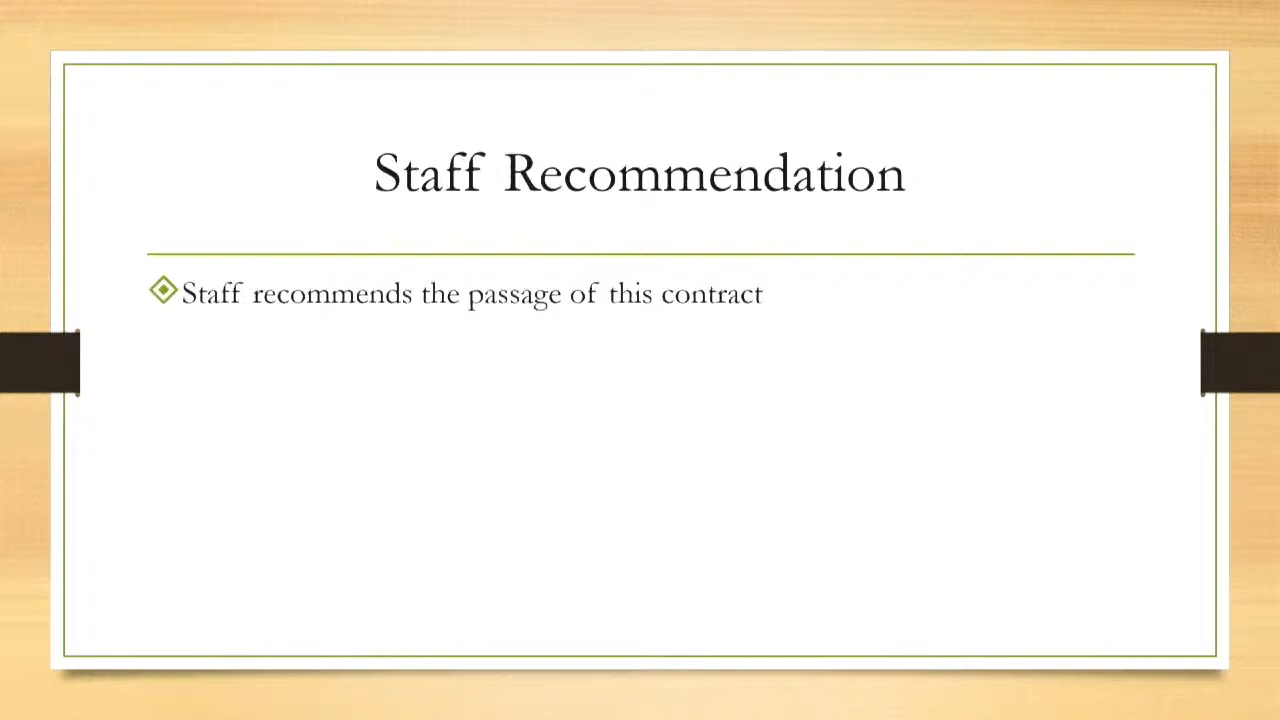 Staff Recommendation
Staff recommends the passage of this contract